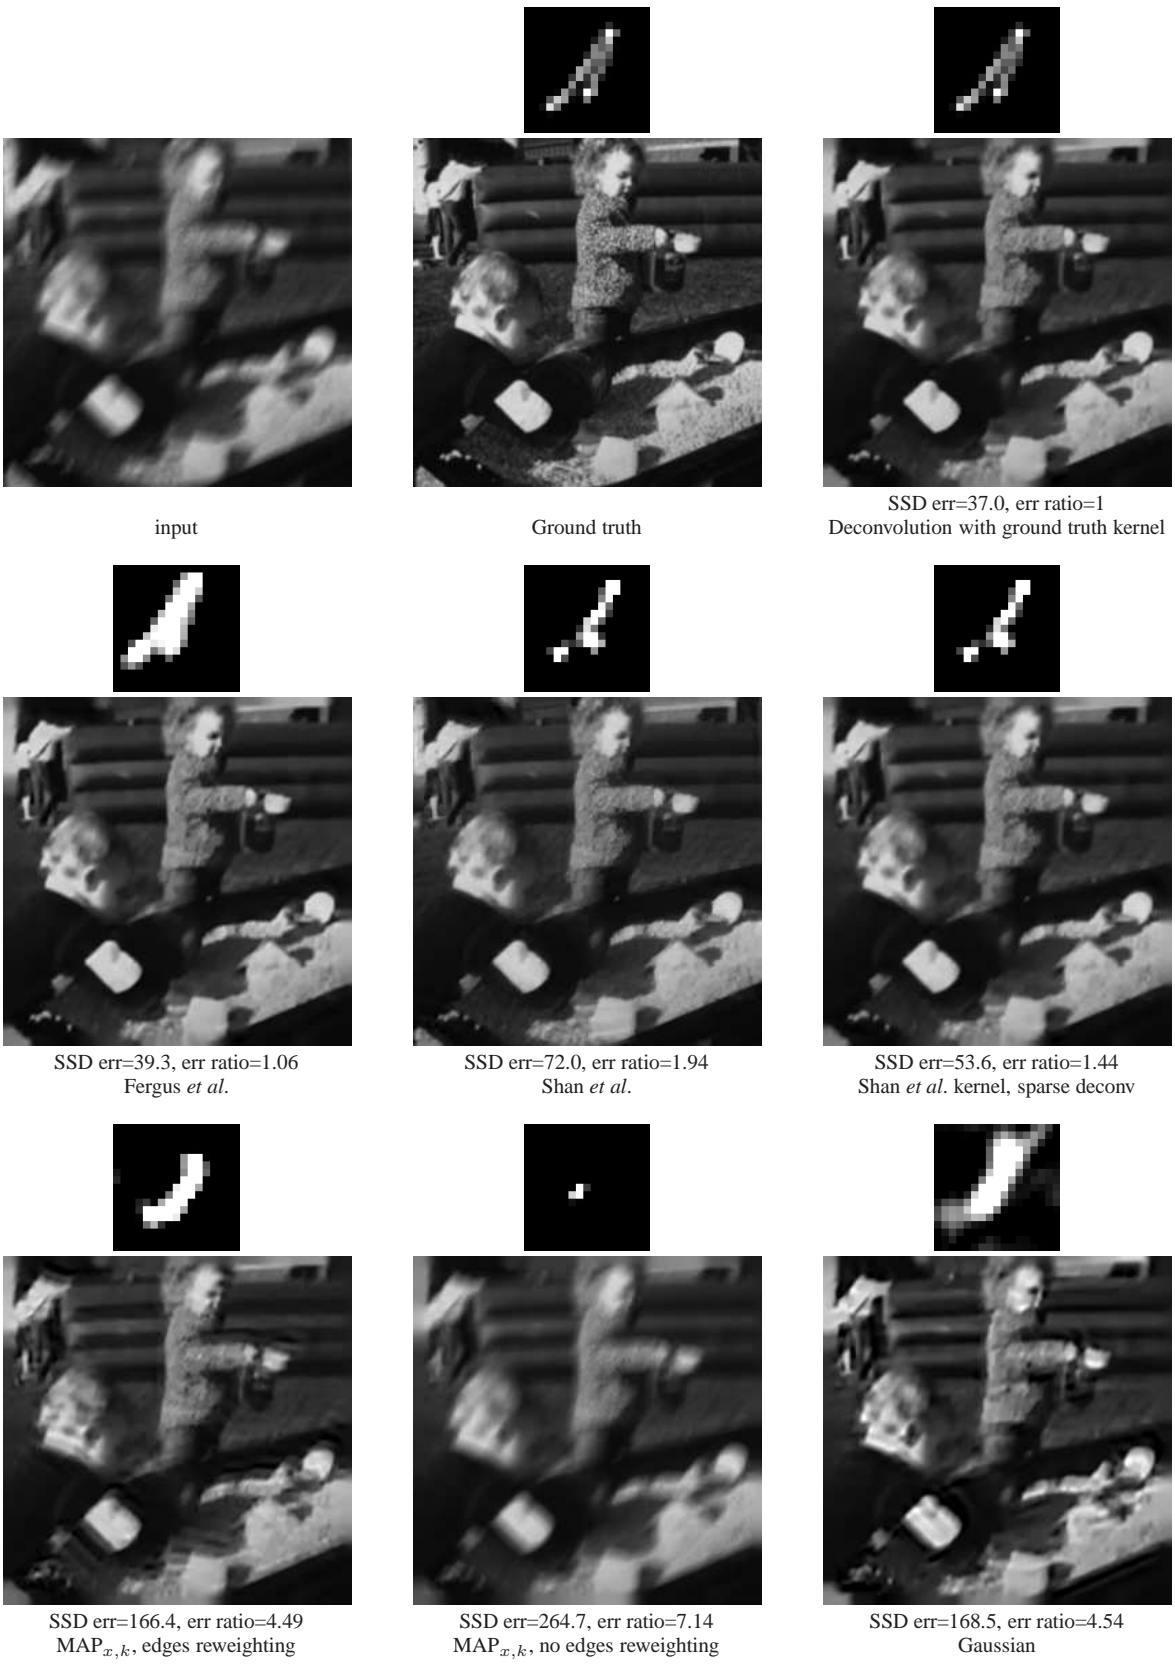 input
Ground truth
SSD err=37.0, err ratio=1
Deconvolution with ground truth kernel
SSD err=39.3, err ratio=1.06
Fergus et al.
SSD err=72.0, err ratio=1.94
Shan et al.
SSD err=53.6, err ratio=1.44
Shan et al. kernel, sparse deconv
SSD err=166.4, err ratio=4.49
MAPx,k, edges reweighting
SSD err=264.7, err ratio=7.14
MAPx,k, no edges reweighting
SSD err=168.5, err ratio=4.54
Gaussian